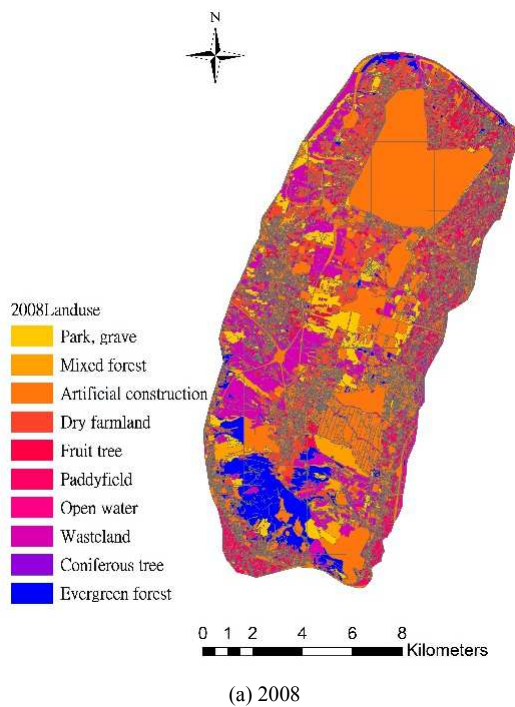 N
2008Landuse
Park, grave
Mixed forest
Artificial construction
Dry farmland
Fruit tree
Paddyfield
Open water
Wasteland
Coniferous tree
Evergreen forest
0 1 2 4 6 8
Kilometers
(a) 2008